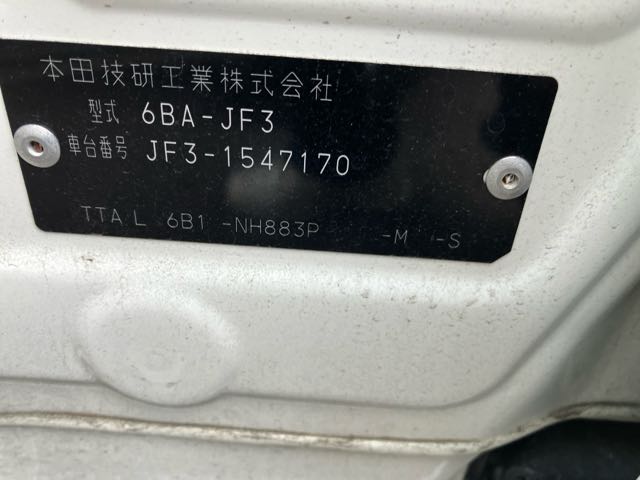 本田技研工業株式会社
型式 6BA-JF3
車台番号 JF3-1547170
TTA L 6B1 -NH883P -M -S